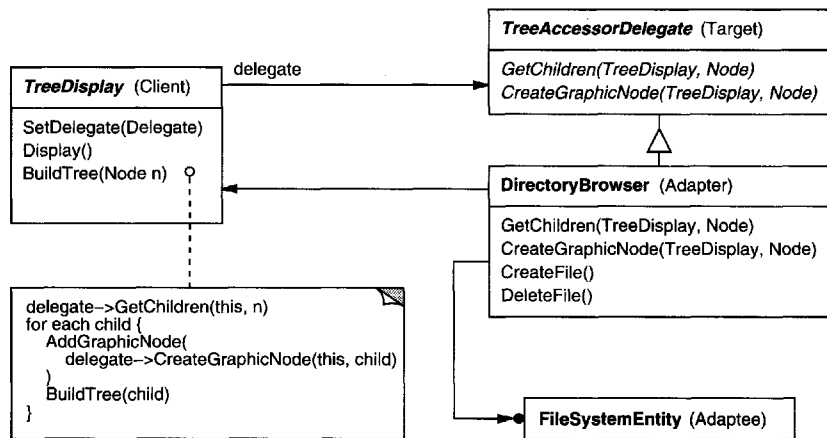 TreeAccessorDelegate (Target)
GetChildren(TreeDisplay, Node)
CreateGraphicNode(TreeDisplay, Node)
delegate
TreeDisplay (Client)
SetDelegate(Delegate)
Display()
BuildTree(Node n)
DirectoryBrowser (Adapter)
GetChildren(TreeDisplay, Node)
CreateGraphicNode(TreeDisplay, Node)
CreateFile()
DeleteFile()
delegate–>GetChildren(this, n)
for each child {
AddGraphicNode(
delegate–>CreateGraphicNode(this, child)
)
BuildTree(child)
}
FileSystemEntity (Adaptee)